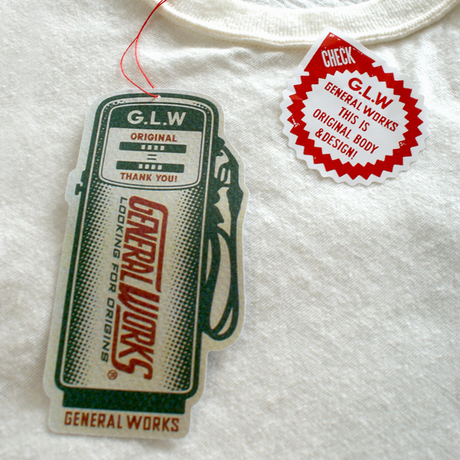 G.L.W
ORIGINAL
THANK YOU!
GENERAL WORKS®
LOOKING FOR ORIGINS
GENERAL WORKS
CHECK
G.L.W
GENERAL WORKS
THIS IS
ORIGINAL BODY
& DESIGN!